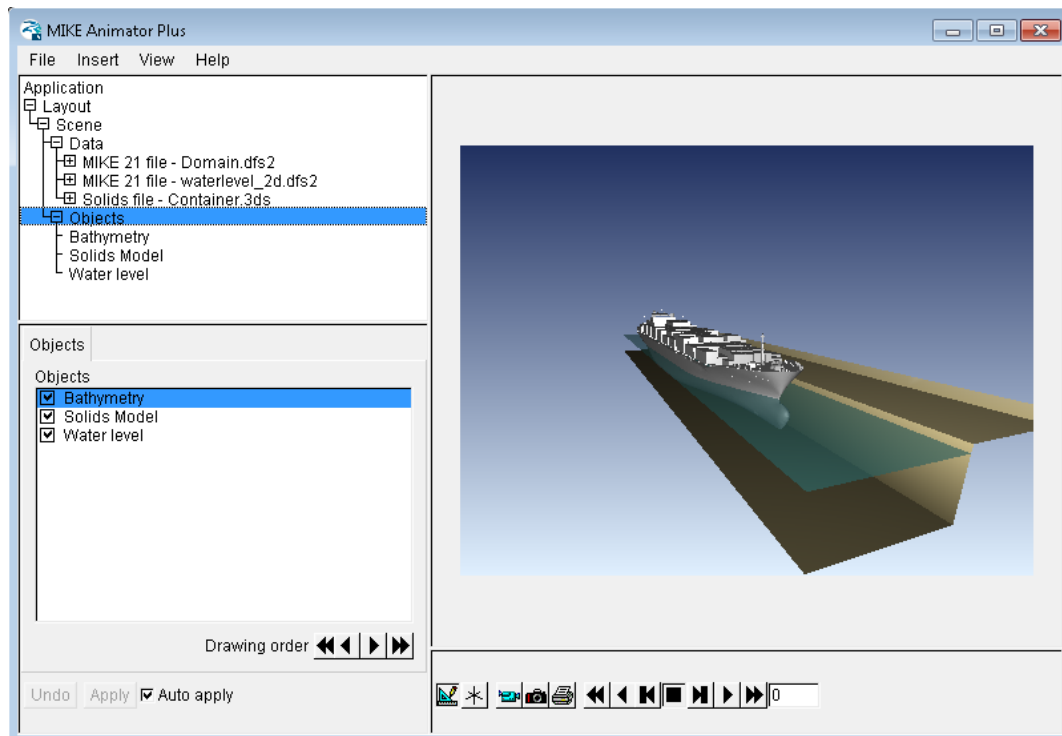 MIKE Animator Plus
File Insert View Help
Application
Layout
Scene
Data
MIKE 21 file - Domain.dfs2
MIKE 21 file - waterlevel_2d.dfs2
Solids file - Container.3ds
Objects
Bathymetry
Solids Model
Water level
Objects
Objects
Bathymetry
Solids Model
Water level
Drawing order
Undo Apply Auto apply
0